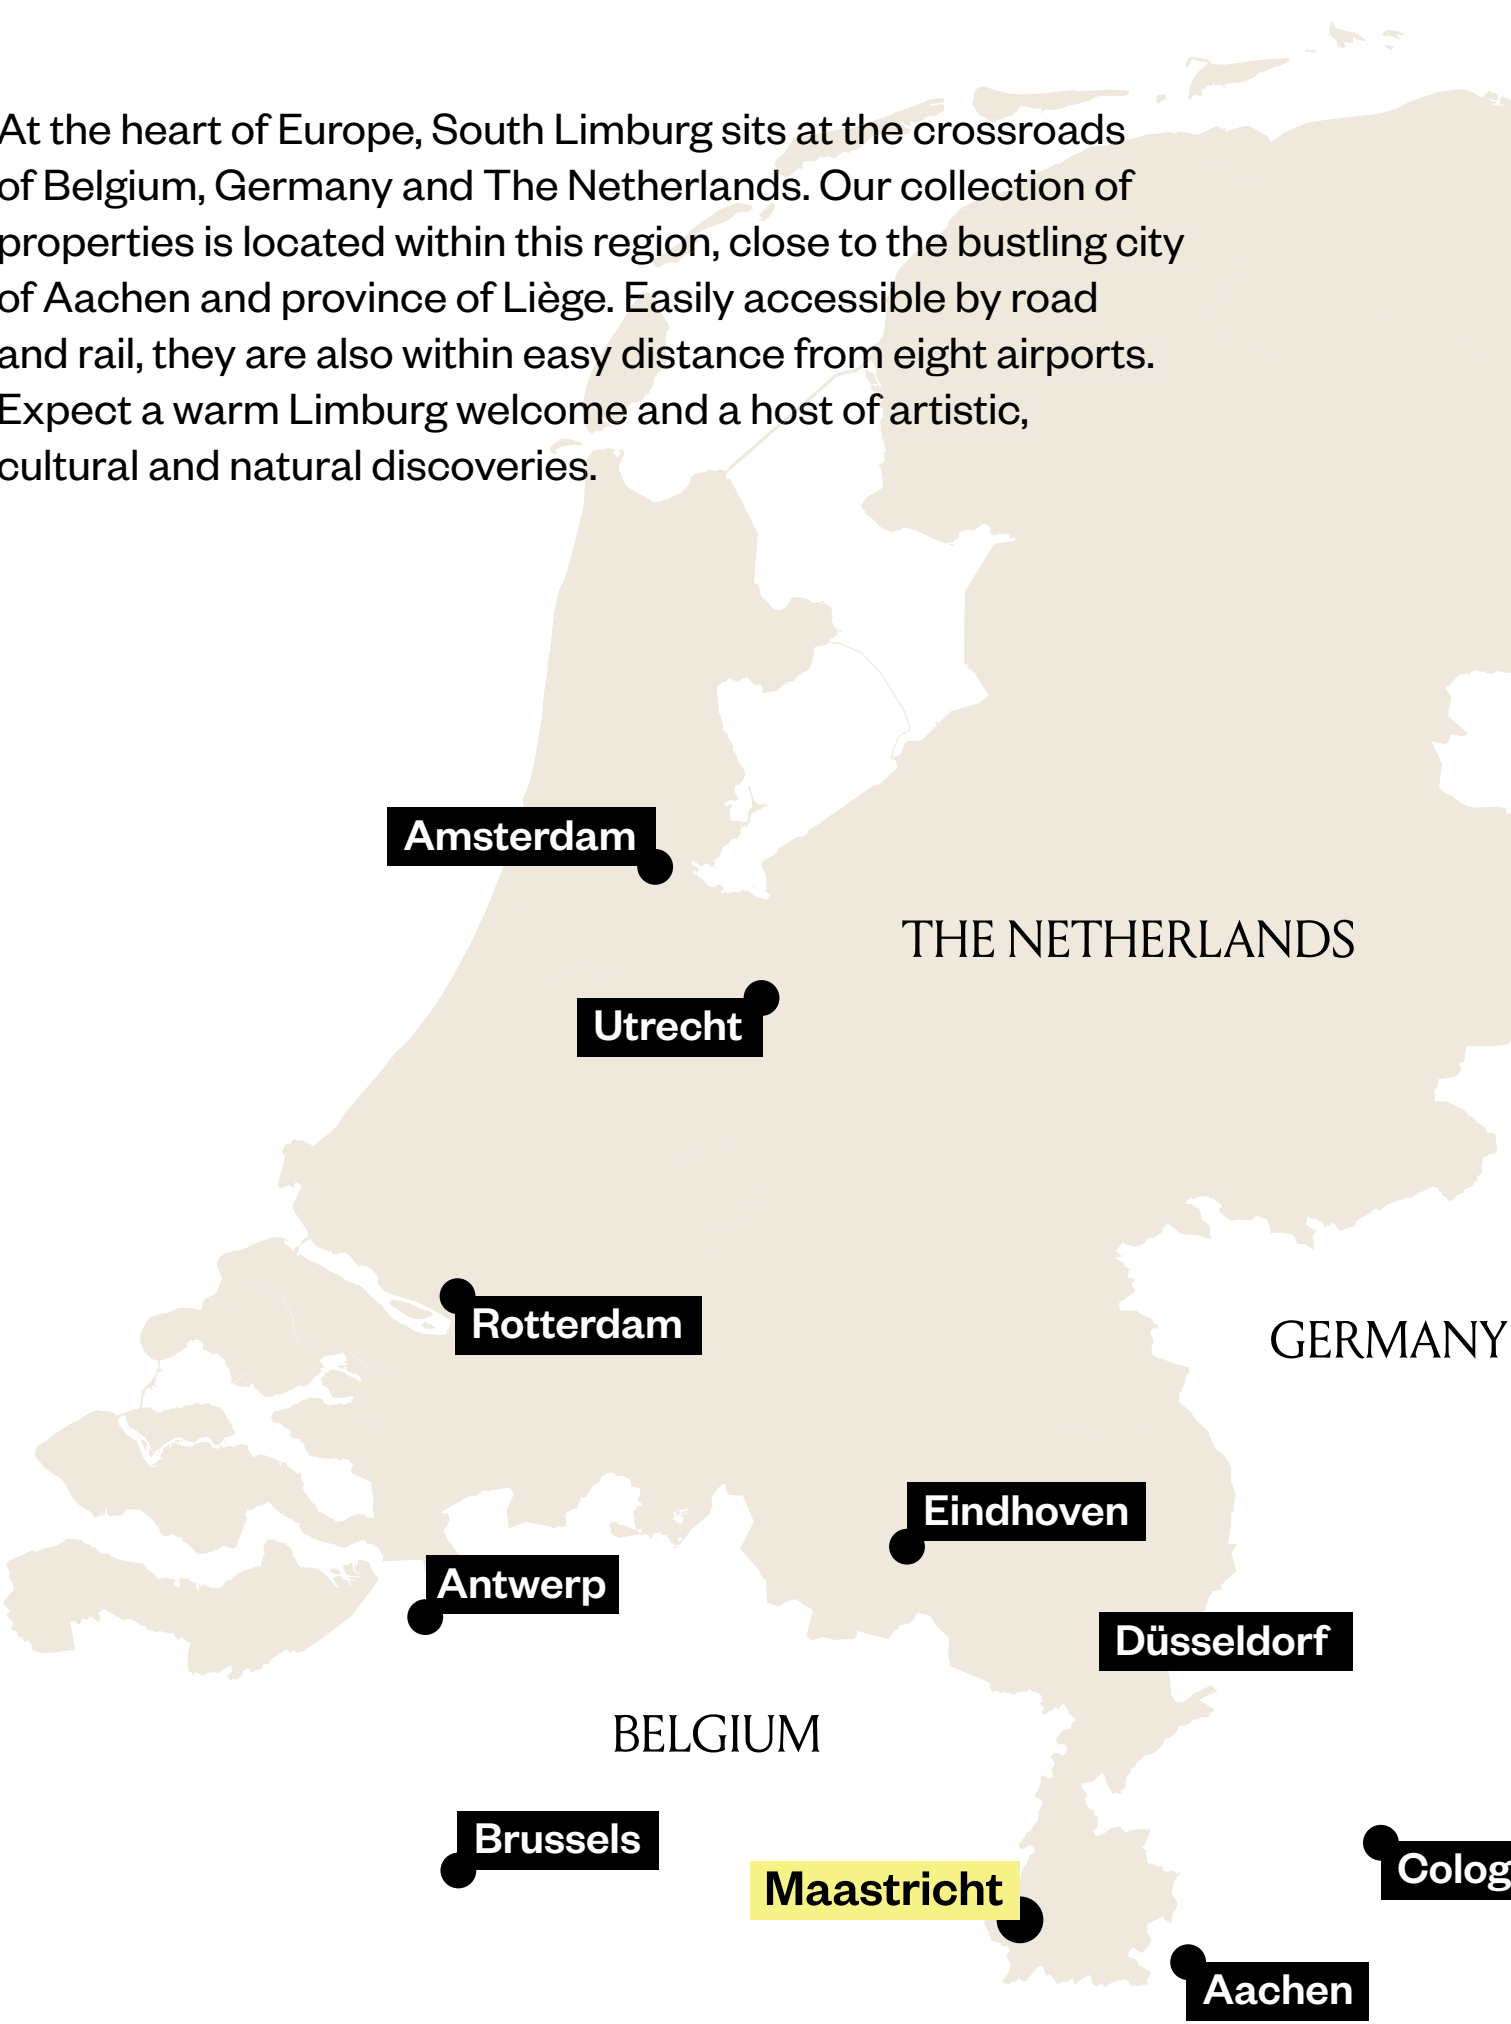 At the heart of Europe, South Limburg sits at the crossroads
of Belgium, Germany and The Netherlands. Our collection of
properties is located within this region, close to the bustling city
of Aachen and province of Liège. Easily accessible by road
and rail, they are also within easy distance from eight airports.
Expect a warm Limburg welcome and a host of artistic,
cultural and natural discoveries.
Amsterdam
THE NETHERLANDS
Utrecht
Rotterdam
GERMANY
Eindhoven
Antwerp
Düsseldorf
BELGIUM
Brussels
Maastricht
Colog
Aachen